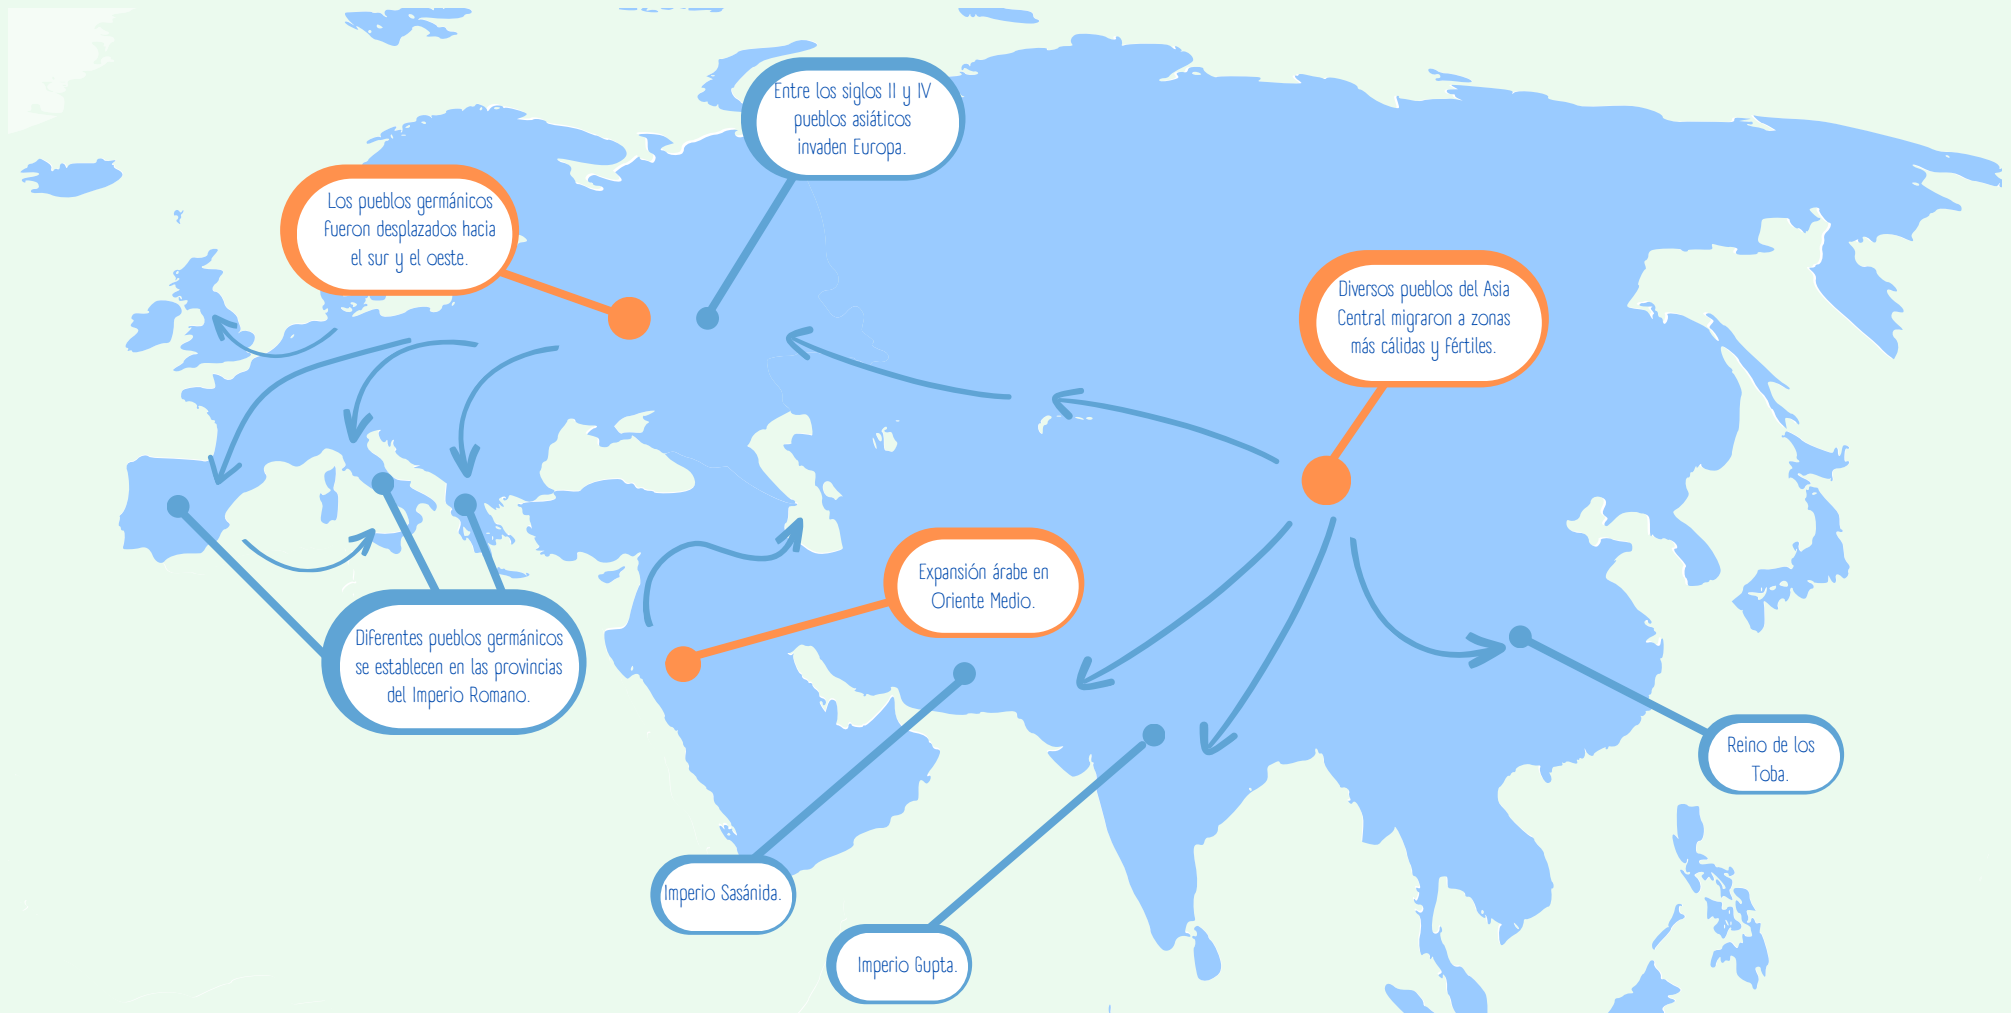 Entre los siglos II y IV
pueblos asiáticos
invaden Europa.
Los pueblos germánicos
fueron desplazados hacia
el sur y el oeste.
Diversos pueblos del Asia
Central migraron a zonas
más cálidas y fértiles.
Expansión árabe en
Oriente Medio.
Diferentes pueblos germánicos
se establecen en las provincias
del Imperio Romano.
Reino de los
Toba.
Imperio Sasánida.
Imperio Gupta.